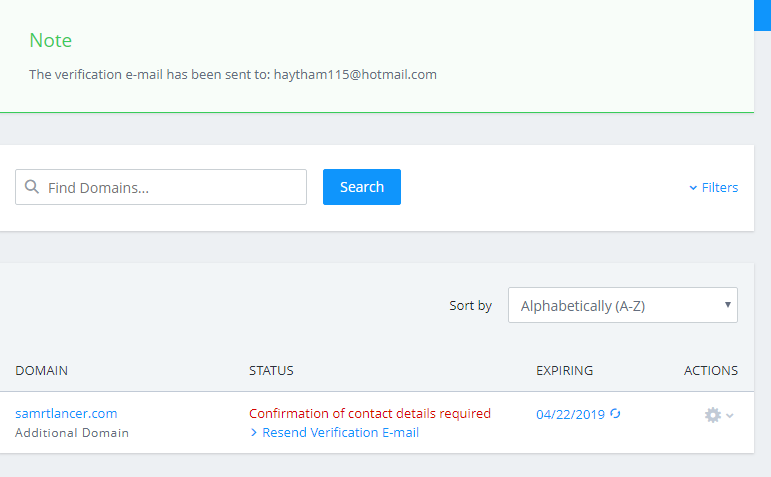 Note
The verification e-mail has been sent to: haytham115@hotmail.com
Find Domains...
Search
Filters
Sort by
Alphabetically (A-Z)
DOMAIN STATUS EXPIRING ACTIONS
samrtlancer.com Confirmation of contact details required 04/22/2019
Additional Domain Resend Verification E-mail